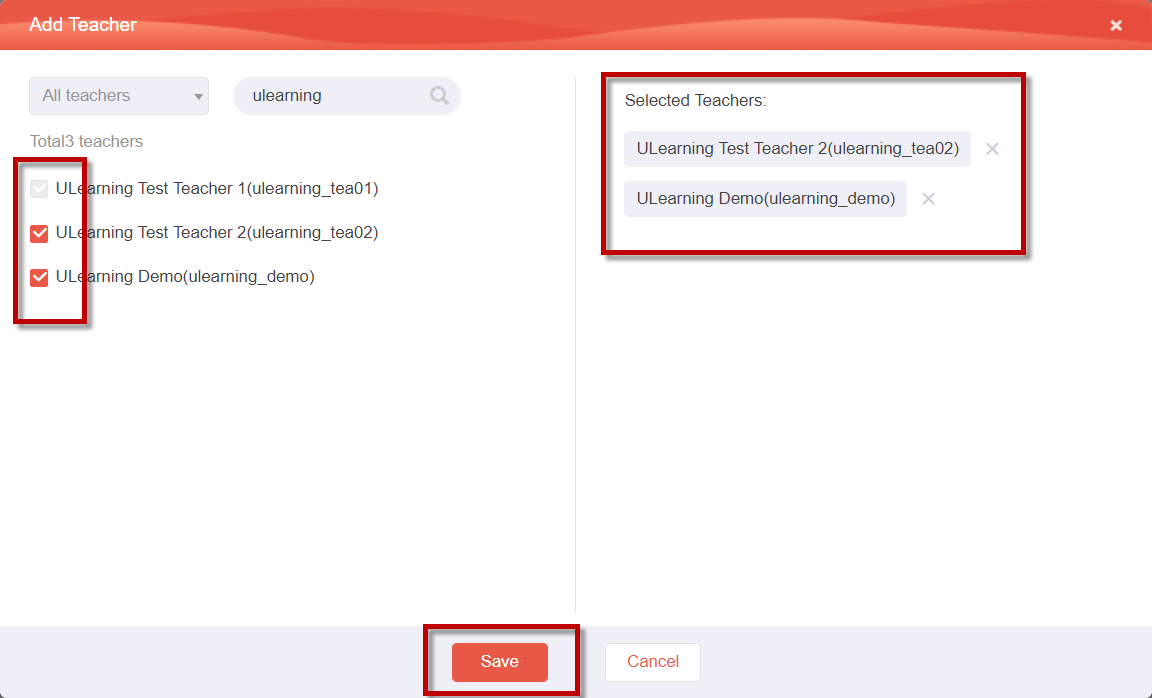 Add Teacher
All teachers
ulearning
Total3 teachers
ULearning Test Teacher 1(ulearning_tea01)
ULearning Test Teacher 2(ulearning_tea02)
ULearning Demo(ulearning_demo)
Selected Teachers:
ULearning Test Teacher 2(ulearning_tea02)
ULearning Demo(ulearning_demo)
Save
Cancel